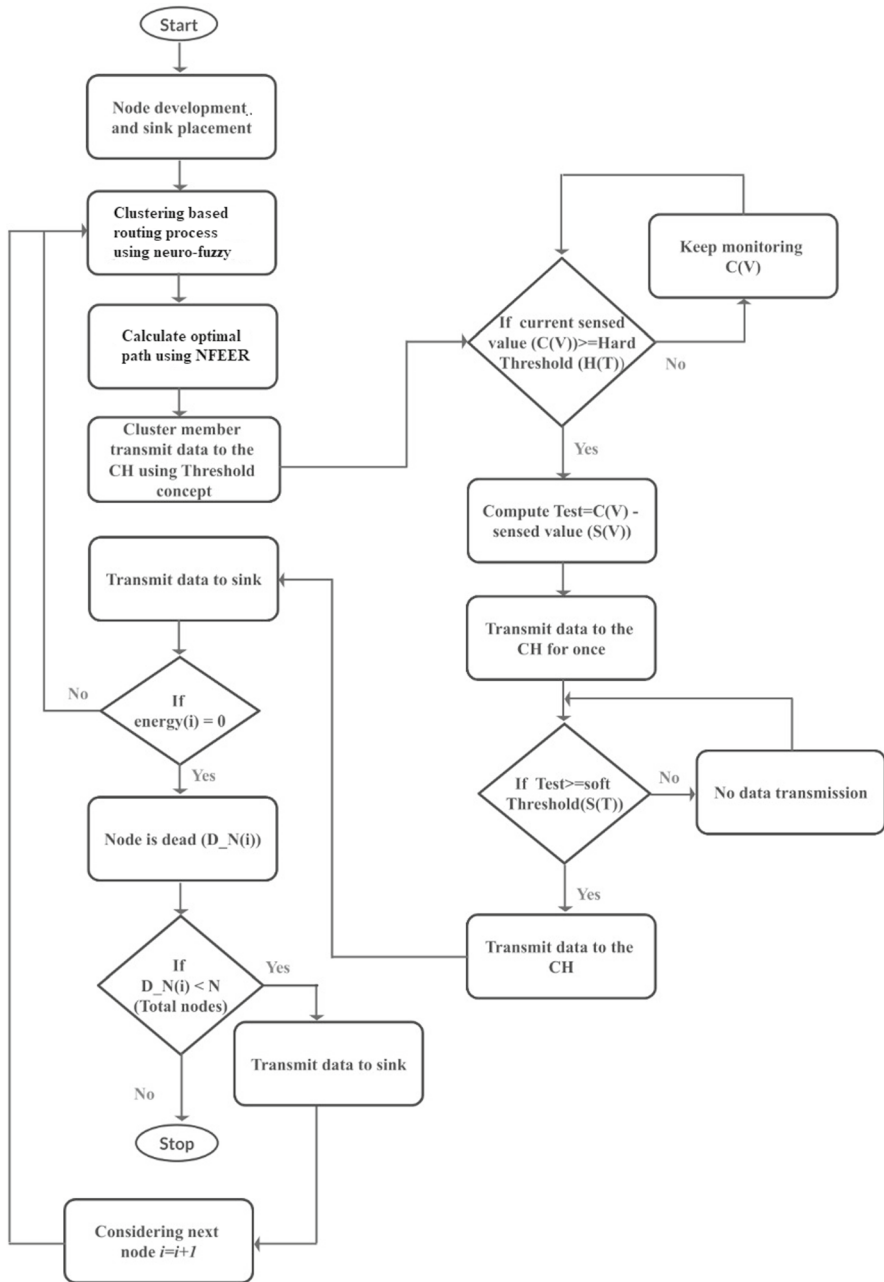 Start
Node development..
and sink placement
Clustering based
routing process
using neuro-fuzzy
Calculate optimal
path using NFEER
Cluster member
transmit data to the
CH using Threshold
concept
If current sensed
value (C(V))>=Hard
Threshold (H(T))
No
Keep monitoring
C(V)
Yes
Compute Test=C(V) -
sensed value (S(V))
Transmit data to the
CH for once
If Test>=soft
Threshold(S(T))
No
No data transmission
Yes
Transmit data to the
CH
Transmit data to sink
If
energy(i) = 0
No
Yes
Node is dead (D_N(i))
If
D_N(i) < N
(Total nodes)
Yes
Transmit data to sink
No
Stop
Considering next
node i=i+1